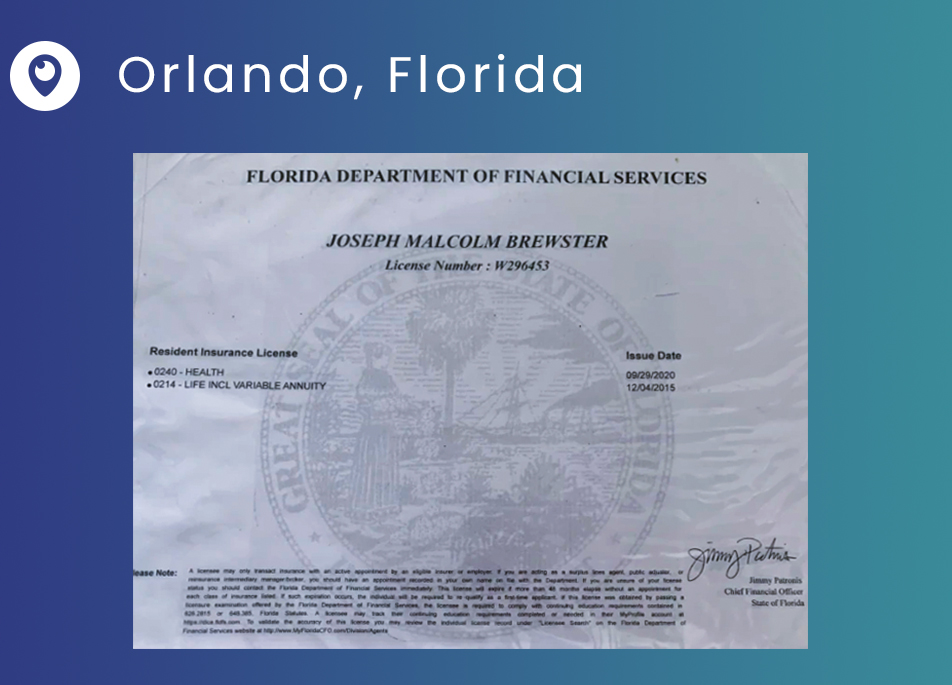 Orlando, Florida
FLORIDA DEPARTMENT OF FINANCIAL SERVICES
JOSEPH MALCOLM BREWSTER
License Number : W296453
GREAT SEAL OF THE STATE OF FLORIDA
Resident Insurance License Issue Date
• 0240 - HEALTH 09/29/2020
• 0214 - LIFE INCL VARIABLE ANNUITY 12/04/2015
Jimmy Patronis
Jimmy Patronis
Chief Financial Officer
State of Florida
lease Note: A licensee may only transact insurance with an active appointment by an eligible insurer or employer. If you are acting as a surplus lines agent, public adjuster, or
reinsurance intermediary manager/broker, you should have an appointment recorded in your own name on file with the Department. If you are unsure of your license
status you should contact the Florida Department of Financial Services immediately. This license will expire if more than 48 months elapse without an appointment for
each class of insurance listed. If such expiration occurs, the individual will be required to re-qualify as a first-time applicant. If this license was obtained by passing a
licensure examination offered by the Florida Department of Financial Services, the licensee is required to comply with continuing education requirements contained in
626.2815 or 648.385, Florida Statutes. A licensee may track their continuing education requirements completed or needed in their MyProfile account at
https://dice.fldfs.com. To validate the accuracy of this license you may review the individual license record under "Licensee Search" on the Florida Department of
Financial Services website at http://www.MyFloridaCFO.com/Division/Agents